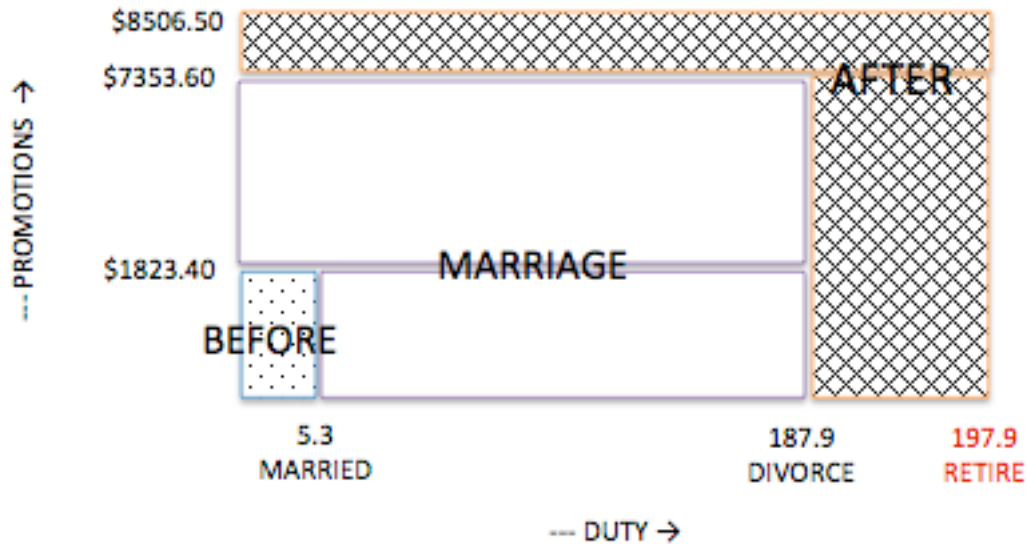 $8506.50
$7353.60
AFTER
--- PROMOTIONS →
$1823.40
MARRIAGE
BEFORE
5.3
MARRIED
187.9
DIVORCE
197.9
RETIRE
--- DUTY →